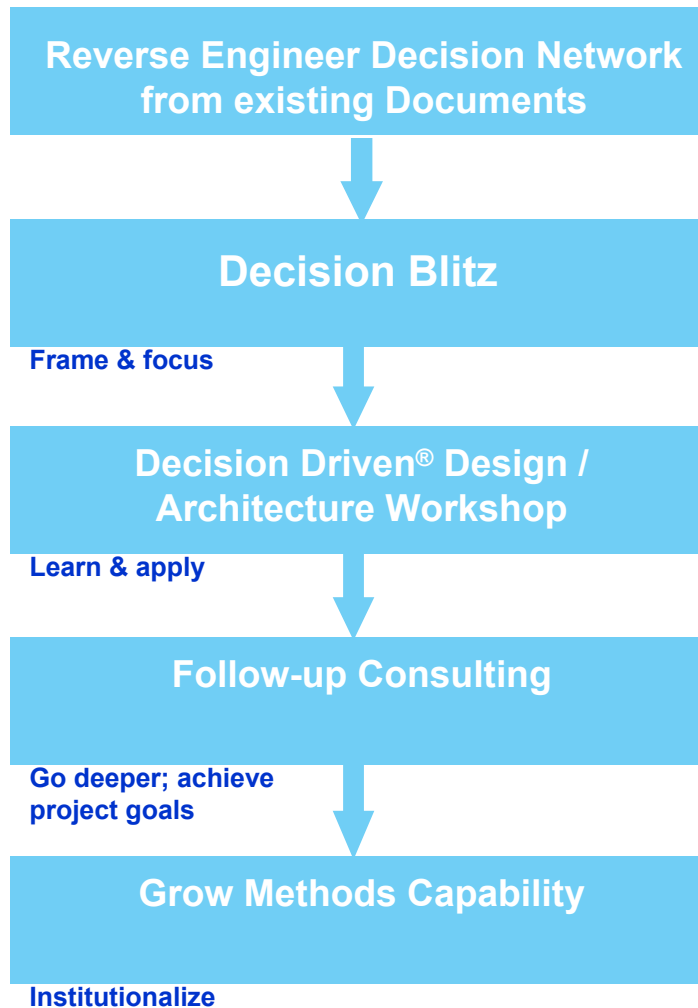 Reverse Engineer Decision Network
from existing Documents
Decision Blitz
Frame & focus
Decision Driven® Design /
Architecture Workshop
Learn & apply
Follow-up Consulting
Go deeper; achieve
project goals
Grow Methods Capability
Institutionalize